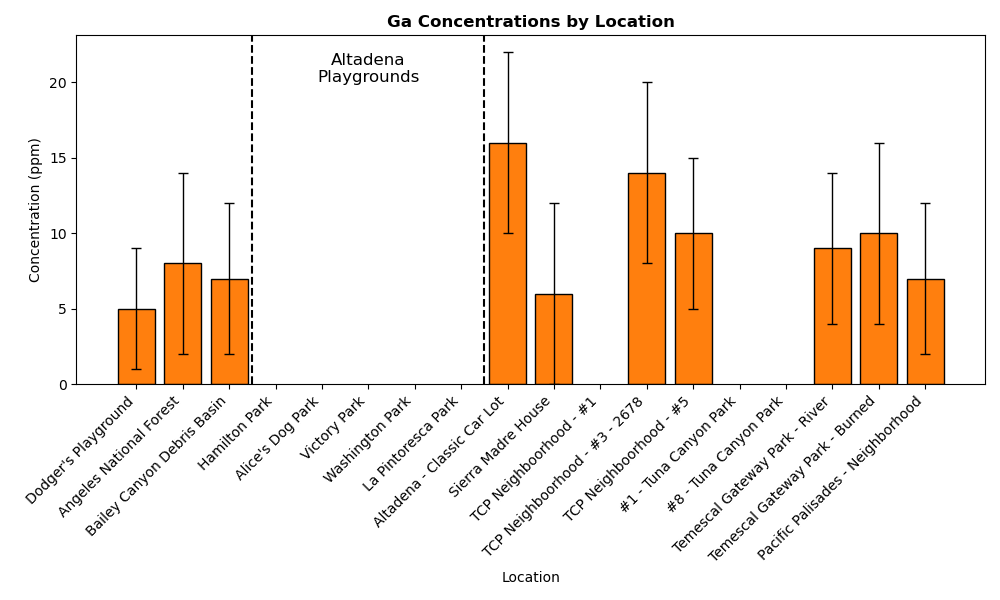 Ga Concentrations by Location
Altadena
Playgrounds
Concentration (ppm)
20
15
10
5
0
Dodger's Playground
Angeles National Forest
Bailey Canyon Debris Basin
Hamilton Park
Alice's Dog Park
Victory Park
Washington Park
La Pintoresca Park
Altadena - Classic Car Lot
Sierra Madre House
TCP Neighborhood - #1
TCP Neighborhood - #3 - 2678
TCP Neighborhood - #5
#1 - Tuna Canyon Park
#8 - Tuna Canyon Park
Temescal Gateway Park - River
Temescal Gateway Park - Burned
Pacific Palisades - Neighborhood
Location